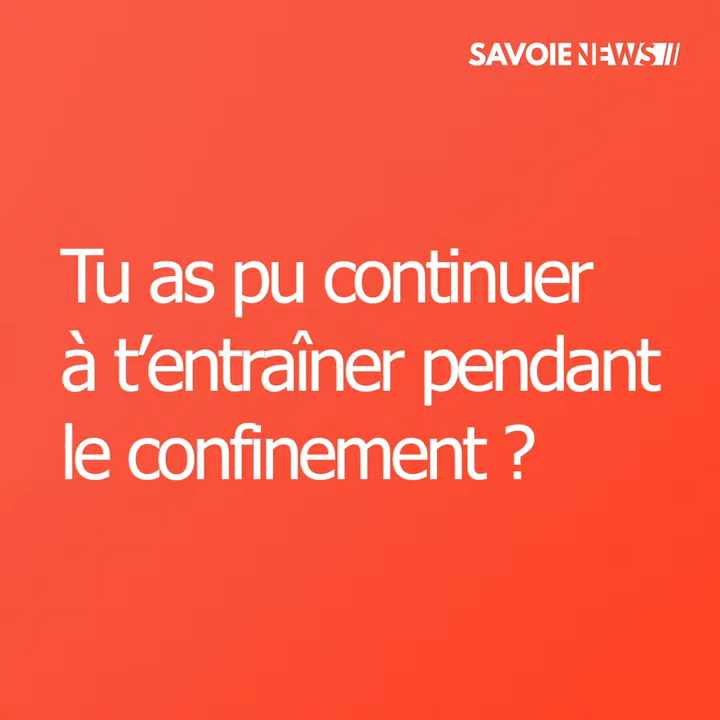 SAVOIE NEWS
Tu as pu continuer
à t’entraîner pendant
le confinement ?